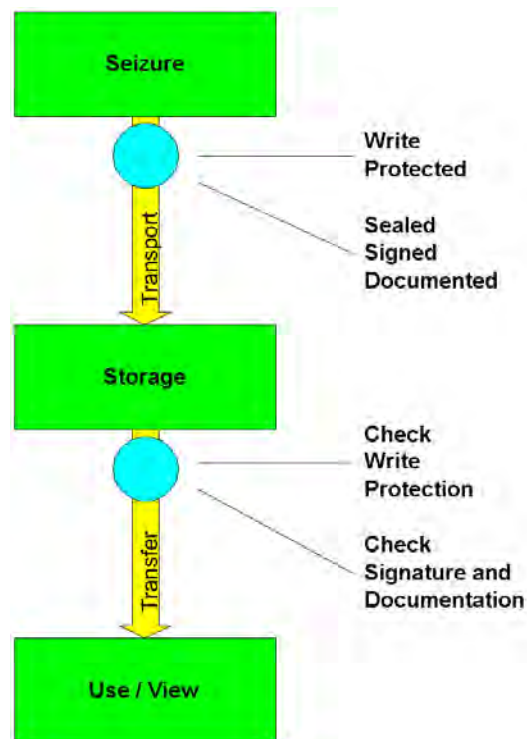 Seizure
Write
Protected
Transport
Sealed
Signed
Documented
Storage
Check
Write
Protection
Transfer
Check
Signature and
Documentation
Use / View